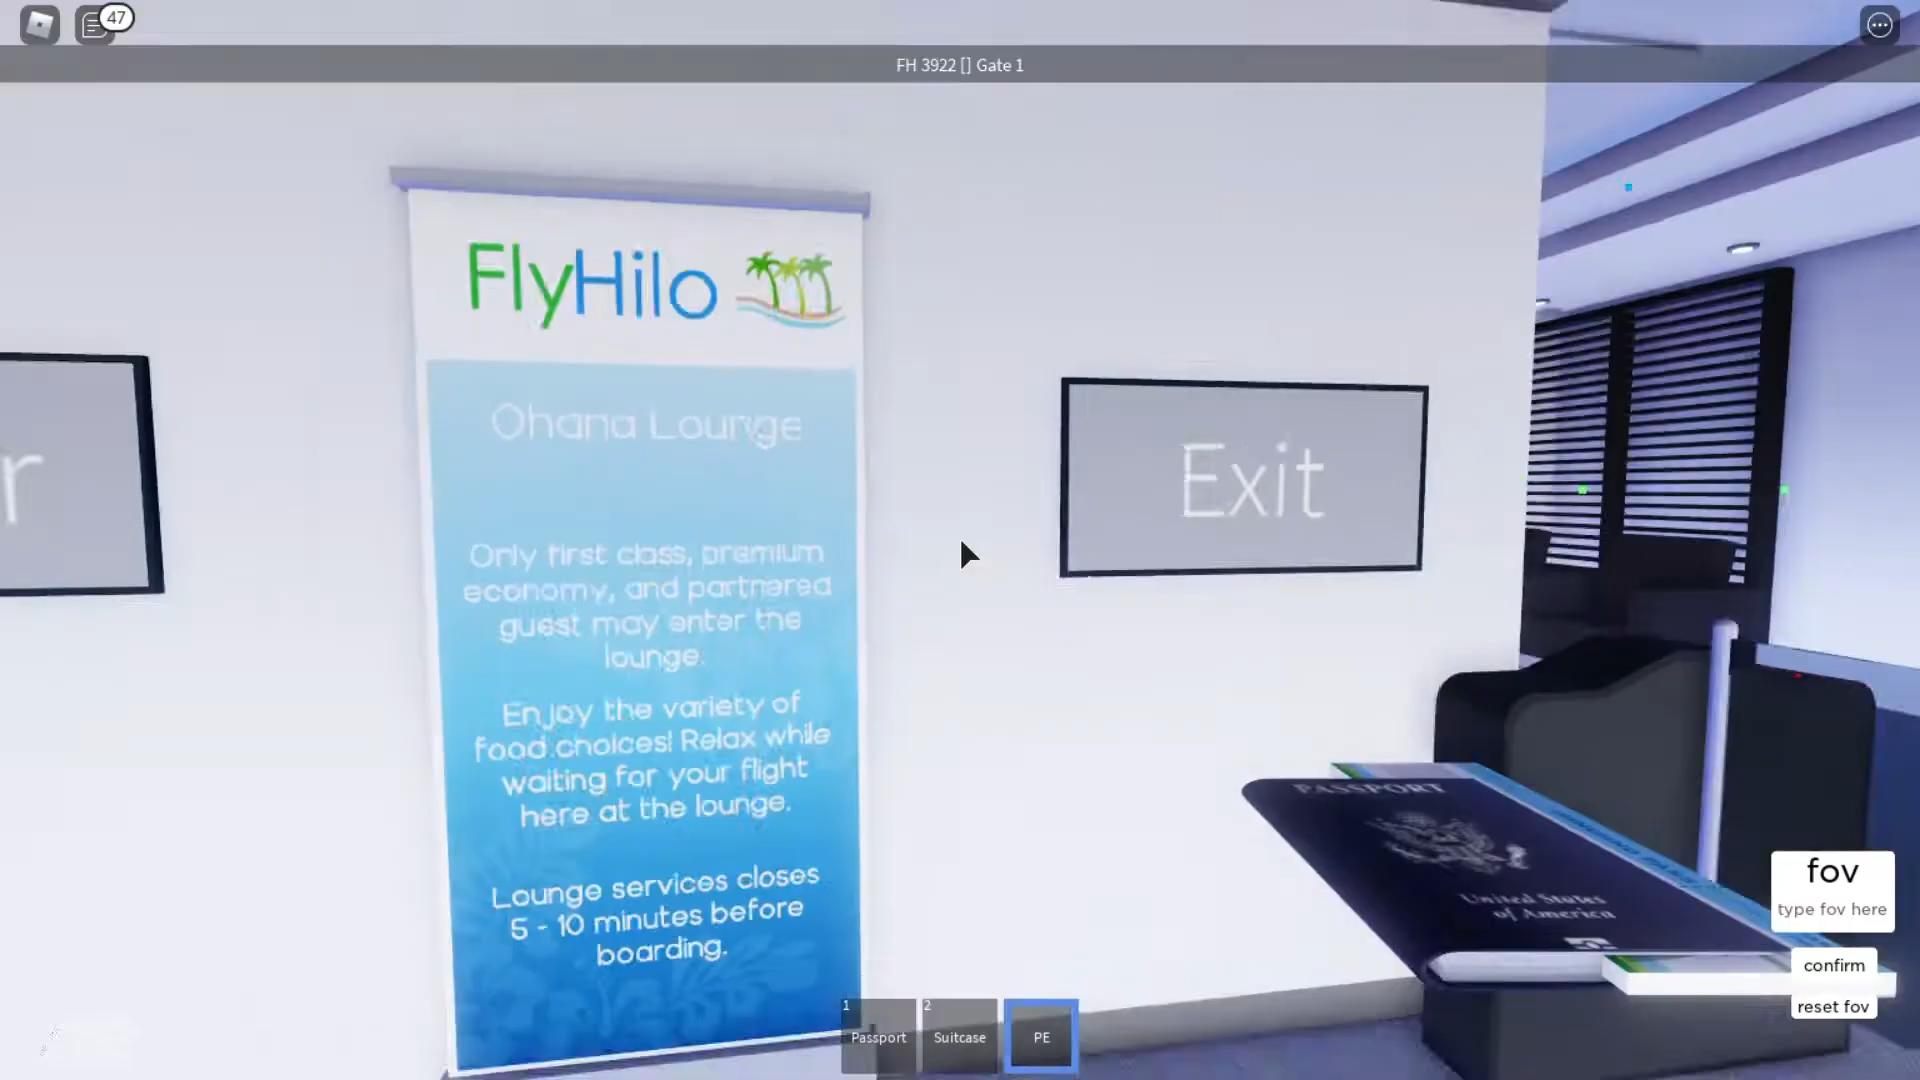 47
FH 3922 [] Gate 1
FlyHilo
Ohana Lounge
r
Exit
Only first class, premium
economy, and partnered
guest may enter the
lounge.
Enjoy the variety of
food choices! Relax while
waiting for your flight
here at the lounge.
Lounge services closes
5 - 10 minutes before
boarding.
PASSPORT
United States
of America
fov
type fov here
confirm
reset fov
1
Passport
2
Suitcase
PE